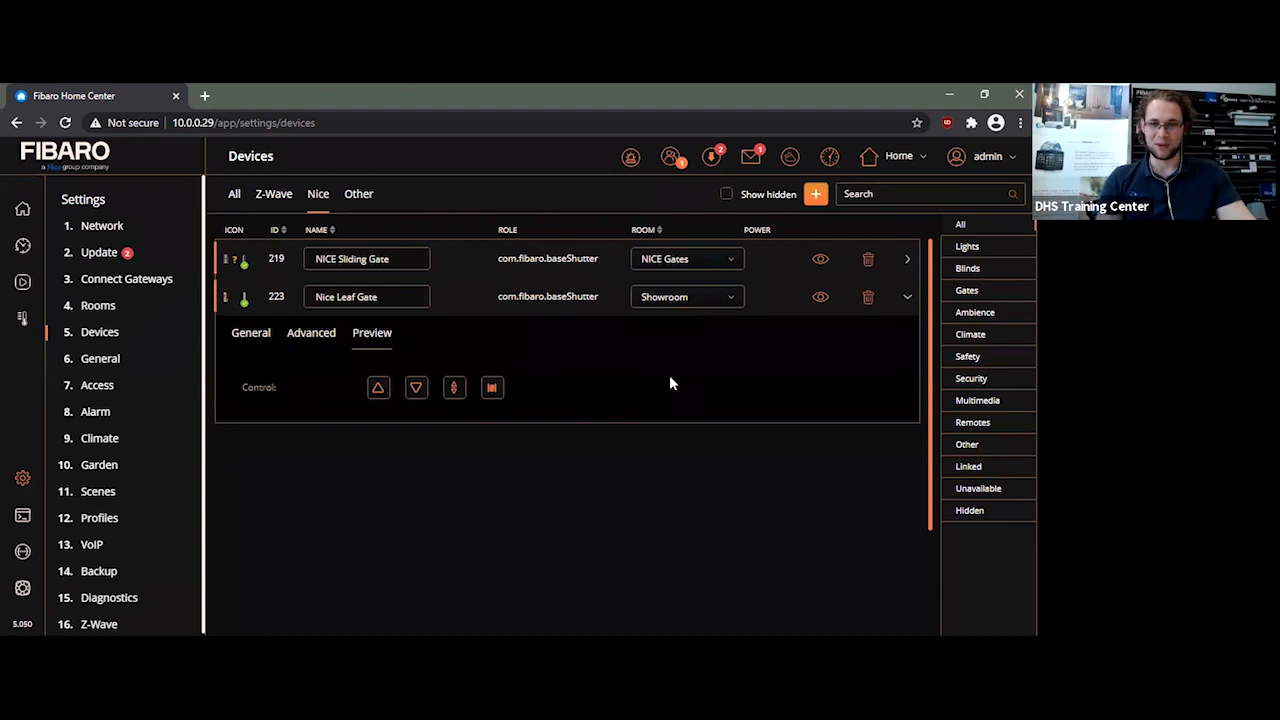 Fibaro Home Center
Not secure 10.0.0.29/app/settings/devices
FIBARO
a Nice group company
Devices
1
2
1
Home
admin
Settings
1. Network
2. Update 2
3. Connect Gateways
4. Rooms
5. Devices
6. General
7. Access
8. Alarm
9. Climate
10. Garden
11. Scenes
12. Profiles
13. VoIP
14. Backup
15. Diagnostics
16. Z-Wave
5.050
All Z-Wave Nice Other
Show hidden
Search
ICON ID NAME ROLE ROOM POWER
219 NICE Sliding Gate com.fibaro.baseShutter NICE Gates
223 Nice Leaf Gate com.fibaro.baseShutter Showroom
General Advanced Preview
Control:
All
Lights
Blinds
Gates
Ambience
Climate
Safety
Security
Multimedia
Remotes
Other
Linked
Unavailable
Hidden
DHS Training Center